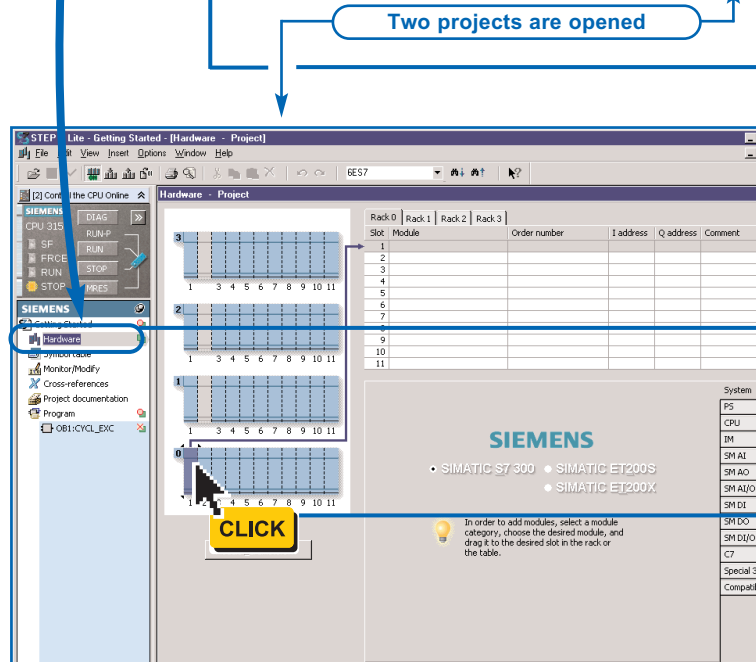 Two projects are opened
STEP 7 Lite - Getting Started - [Hardware - Project]
File Edit View Insert Options Window Help
6ES7
[2] Control the CPU Online
Hardware - Project
SIEMENS
CPU 315
DIAG
RUN-P
SF
RUN
FRCE
RUN
STOP
STOP
MRES
SIEMENS
Getting Started
Hardware
Symbol table
Monitor/Modify
Cross-references
Project documentation
Program
OB1:CYCL_EXC
3
1 3 4 5 6 7 8 9 10 11
2
1 3 4 5 6 7 8 9 10 11
1
1 3 4 5 6 7 8 9 10 11
0
1 2 3 4 5 6 7 8 9 10 11
CLICK
Rack 0 Rack 1 Rack 2 Rack 3
Slot Module Order number I address Q address Comment
1
2
3
4
5
6
7
8
9
10
11
SIEMENS
SIMATIC S7 300 SIMATIC ET200S
SIMATIC ET200X
In order to add modules, select a module
category, choose the desired module, and
drag it to the desired slot in the rack or
the table.
System
PS
CPU
IM
SM AI
SM AO
SM AI/O
SM DI
SM DO
SM DI/O
C7
Special 3
Compatil